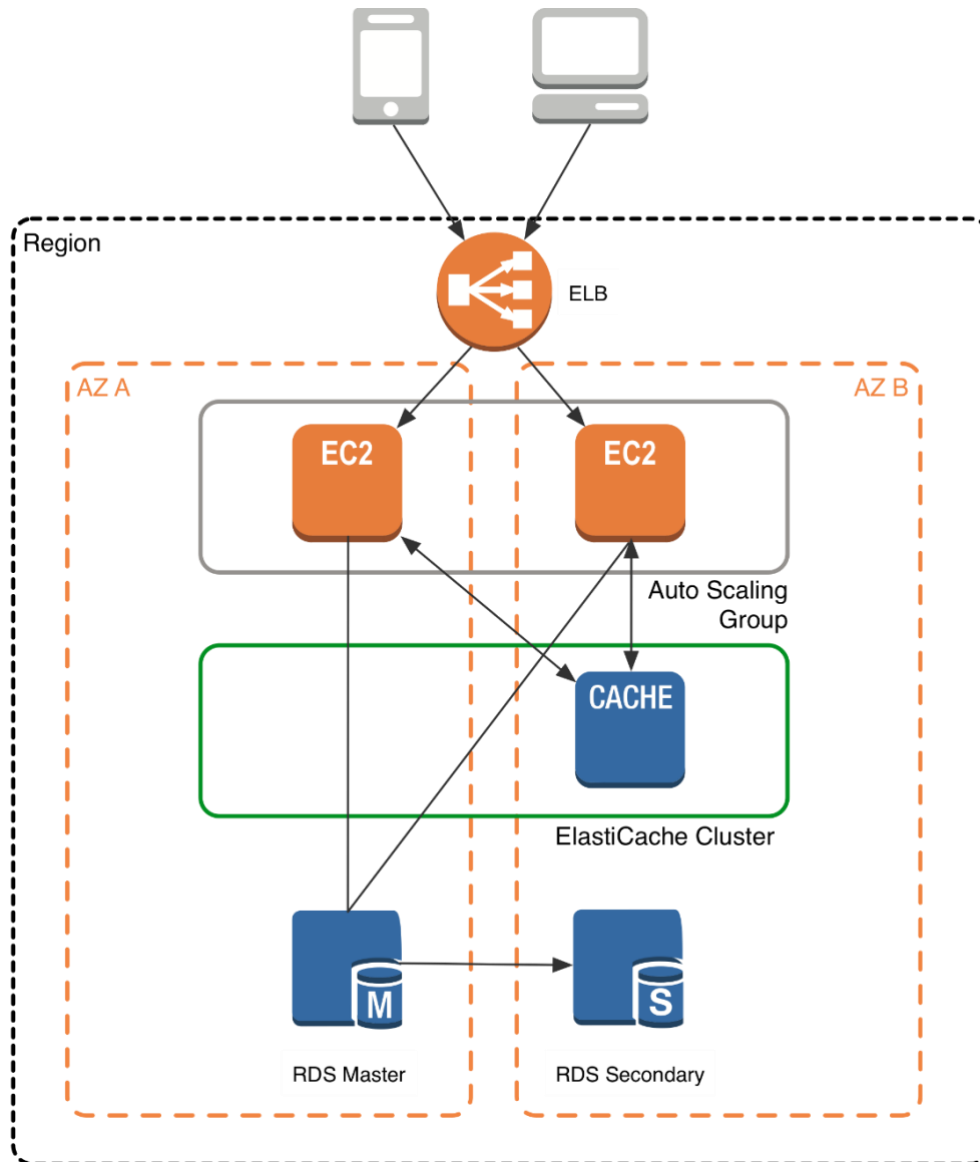 Region
ELB
AZ A
AZ B
EC2
EC2
Auto Scaling
Group
CACHE
ElastiCache Cluster
M
S
RDS Master
RDS Secondary